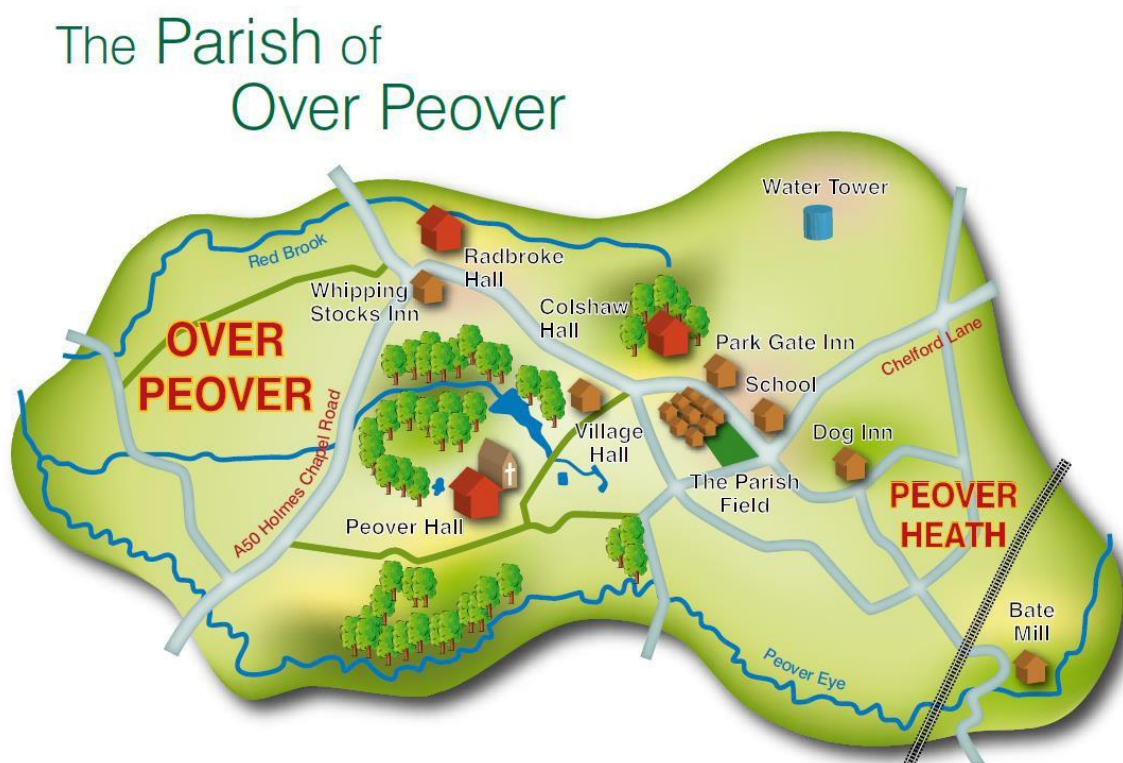 The Parish of
Over Peover
Water Tower
Red Brook
Radbroke
Hall
Whipping
Stocks Inn
Colshaw
Hall
OVER
PEOVER
Park Gate Inn
Chelford Lane
School
A50 Holmes Chapel Road
Village
Hall
Dog Inn
The Parish
Field
PEOVER
HEATH
Peover Hall
Bate
Mill
Peover Eye